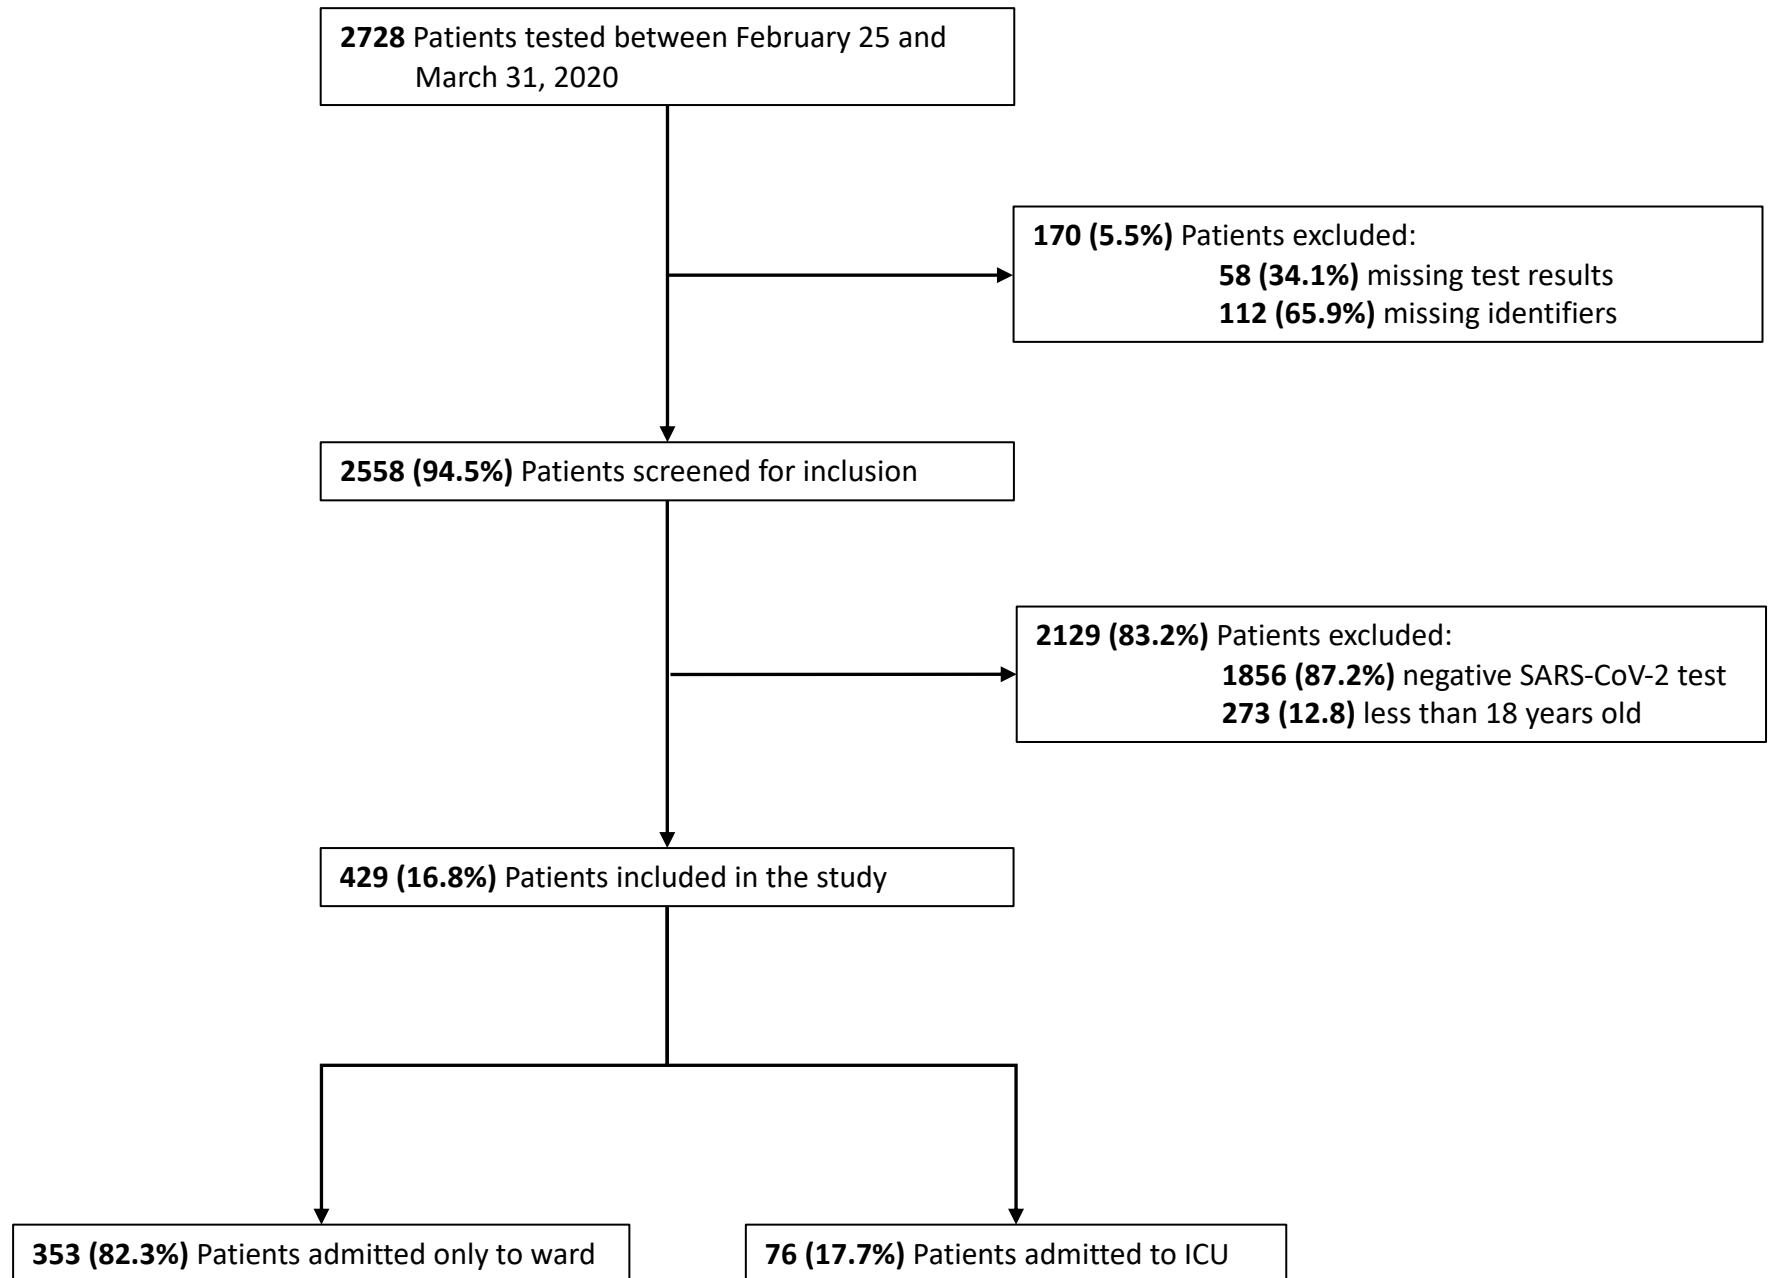 2728 Patients tested between February 25 and
March 31, 2020
170 (5.5%) Patients excluded:
58 (34.1%) missing test results
112 (65.9%) missing identifiers
2558 (94.5%) Patients screened for inclusion
2129 (83.2%) Patients excluded:
1856 (87.2%) negative SARS-CoV-2 test
273 (12.8) less than 18 years old
429 (16.8%) Patients included in the study
353 (82.3%) Patients admitted only to ward
76 (17.7%) Patients admitted to ICU